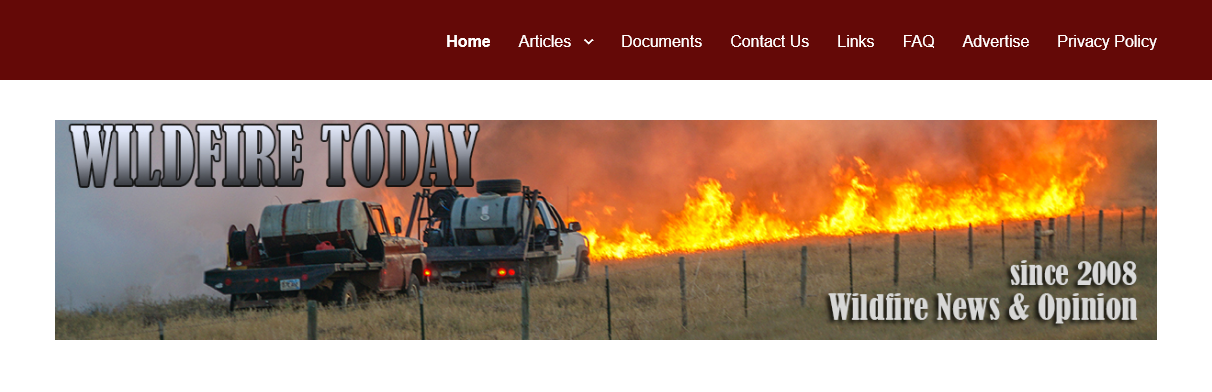 Home Articles Documents Contact Us Links FAQ Advertise Privacy Policy
WILDFIRE TODAY
since 2008
Wildfire News & Opinion